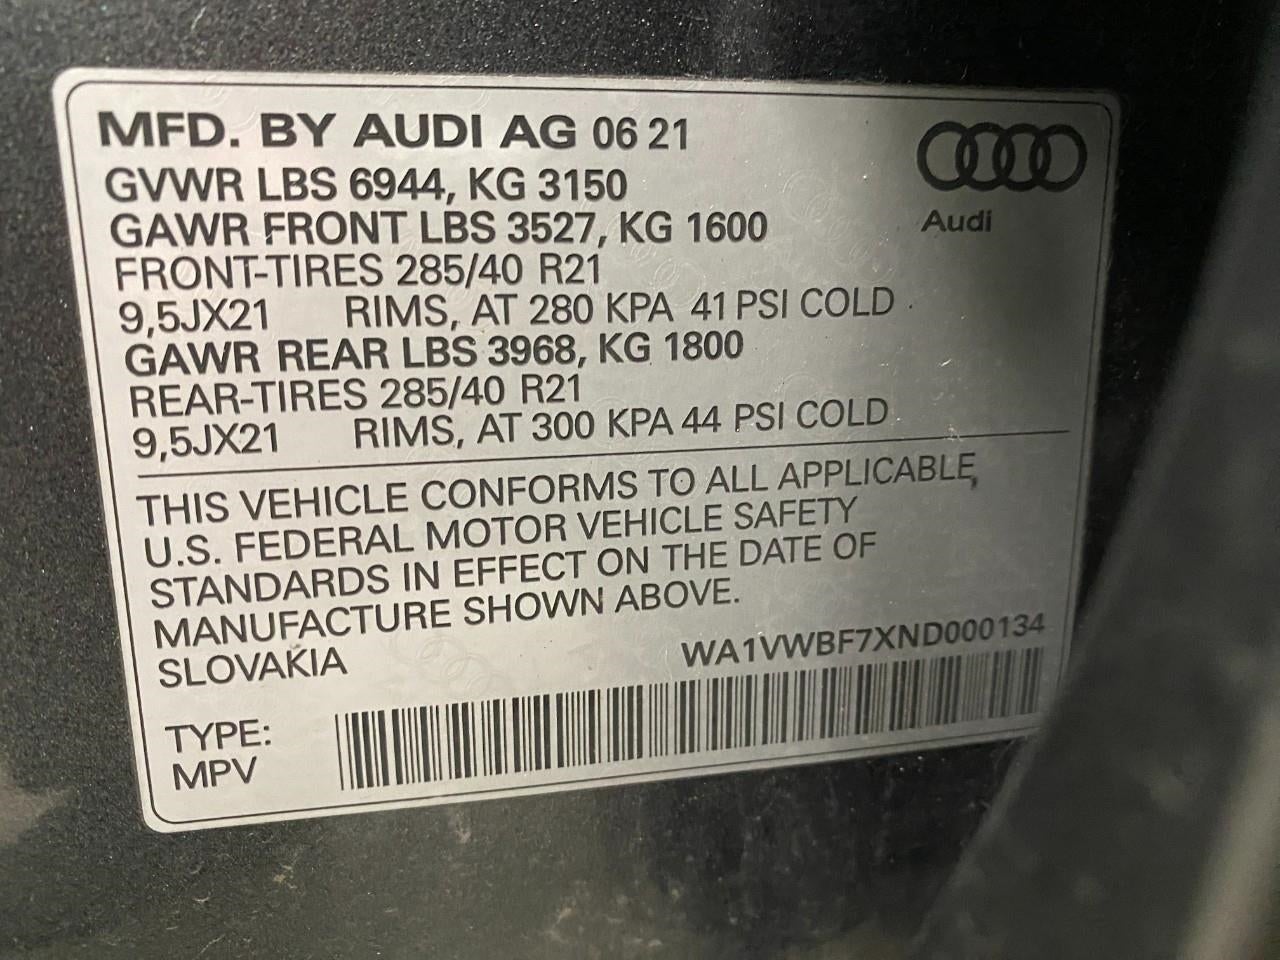 MFD. BY AUDI AG 06 21
GVWR LBS 6944, KG 3150
GAWR FRONT LBS 3527, KG 1600
FRONT-TIRES 285/40 R21
9,5JX21 RIMS, AT 280 KPA 41 PSI COLD
GAWR REAR LBS 3968, KG 1800
REAR-TIRES 285/40 R21
9,5JX21 RIMS, AT 300 KPA 44 PSI COLD
Audi
THIS VEHICLE CONFORMS TO ALL APPLICABLE,
U.S. FEDERAL MOTOR VEHICLE SAFETY
STANDARDS IN EFFECT ON THE DATE OF
MANUFACTURE SHOWN ABOVE.
SLOVAKIA
WA1VWBF7XND000134
TYPE:
MPV